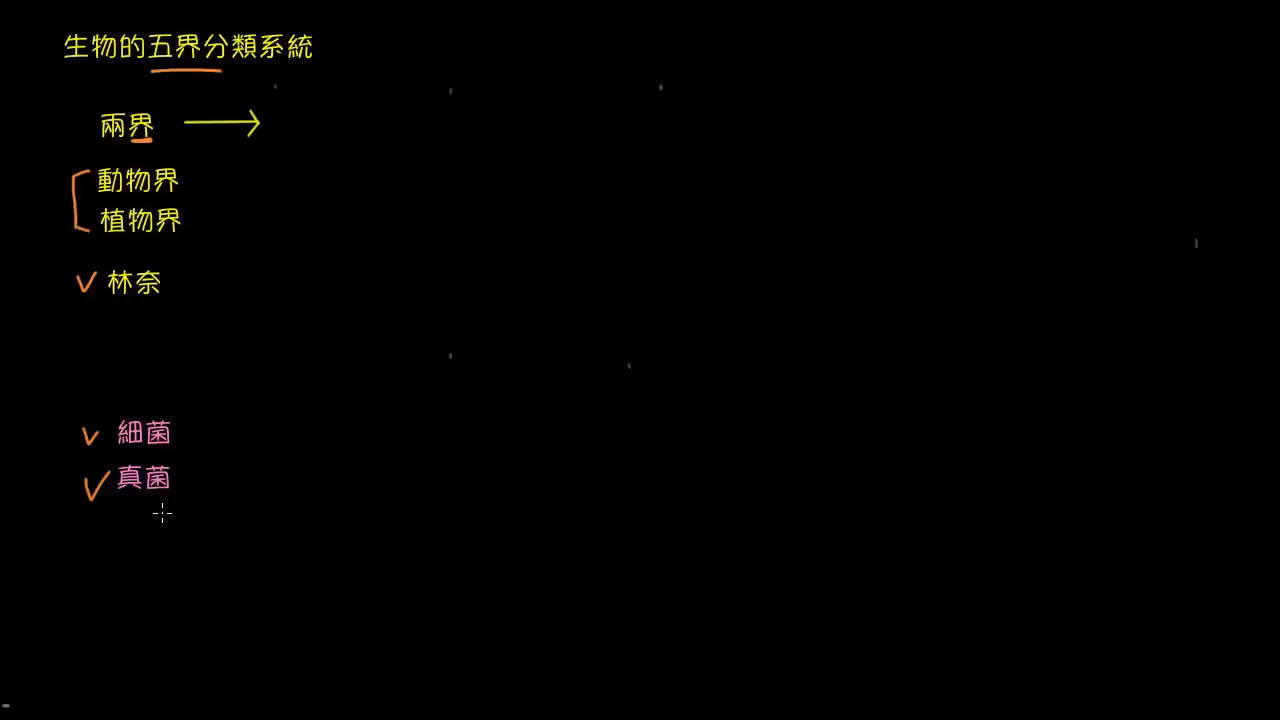 生物的五界分類系統
兩界
動物界
植物界
林奈
細菌
真菌